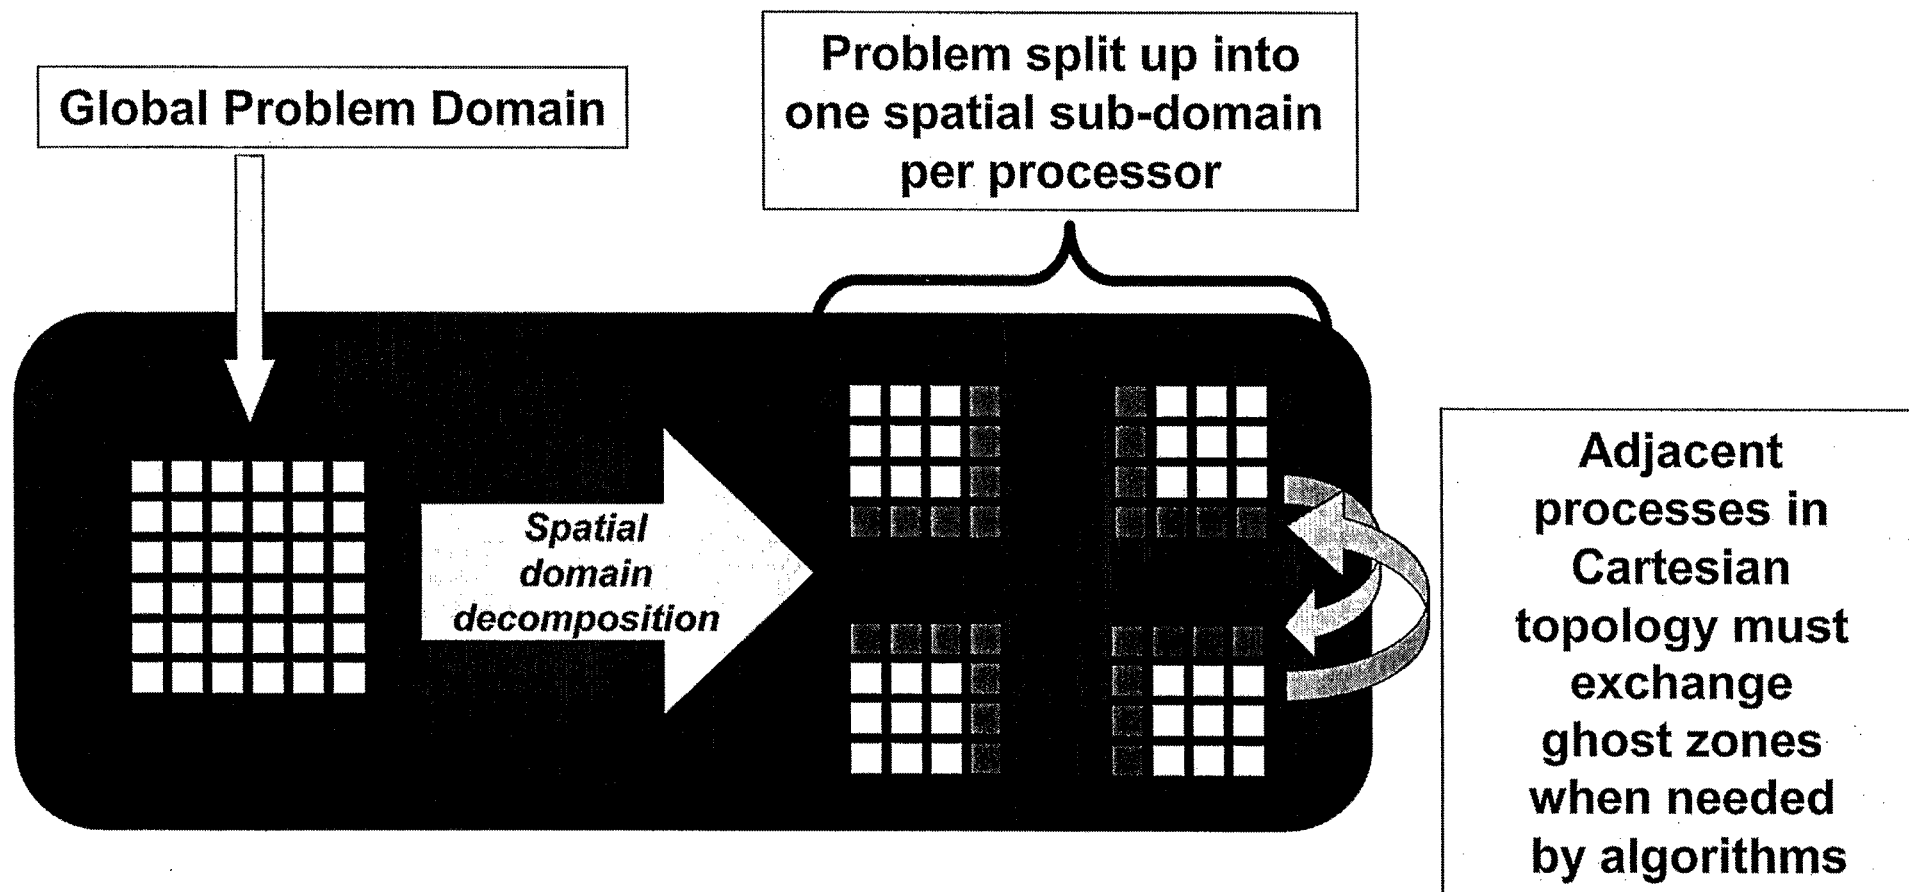 Global Problem Domain
Problem split up into
one spatial sub-domain
per processor
Spatial
domain
decomposition
Adjacent
processes in
Cartesian
topology must
exchange
ghost zones
when needed
by algorithms